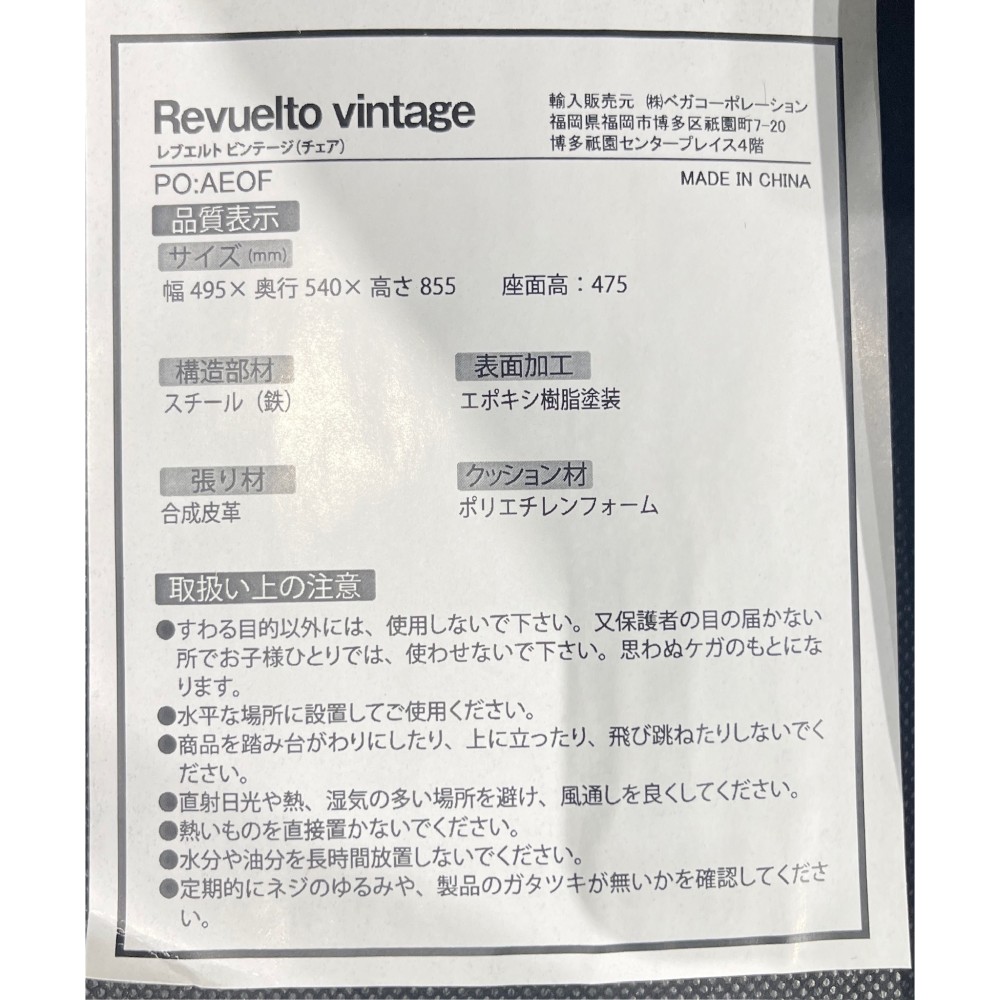 Revuelto vintage
レブエルト ビンテージ(チェア)
輸入販売元 ㈱ベガコーポレーション
福岡県福岡市博多区祇園町7-20
博多祇園センタープレイス4階
PO:AEOF
MADE IN CHINA
品質表示
サイズ(mm)
幅 495× 奥行 540× 高さ 855 座面高：475
構造部材
スチール（鉄）
表面加工
エポキシ樹脂塗装
張り材
合成皮革
クッション材
ポリエチレンフォーム
取扱い上の注意
●すわる目的以外には、使用しないで下さい。又保護者の目の届かない
所でお子様ひとりでは、使わせないで下さい。思わぬケガのもとにな
ります。
●水平な場所に設置してご使用ください。
●商品を踏み台がわりにしたり、上に立ったり、飛び跳ねたりしないでく
ださい。
●直射日光や熱、湿気の多い場所を避け、風通しを良くしてください。
●熱いものを直接置かないでください。
●水分や油分を長時間放置しないでください。
●定期的にネジのゆるみや、製品のガタツキが無いかを確認してくださ
い。